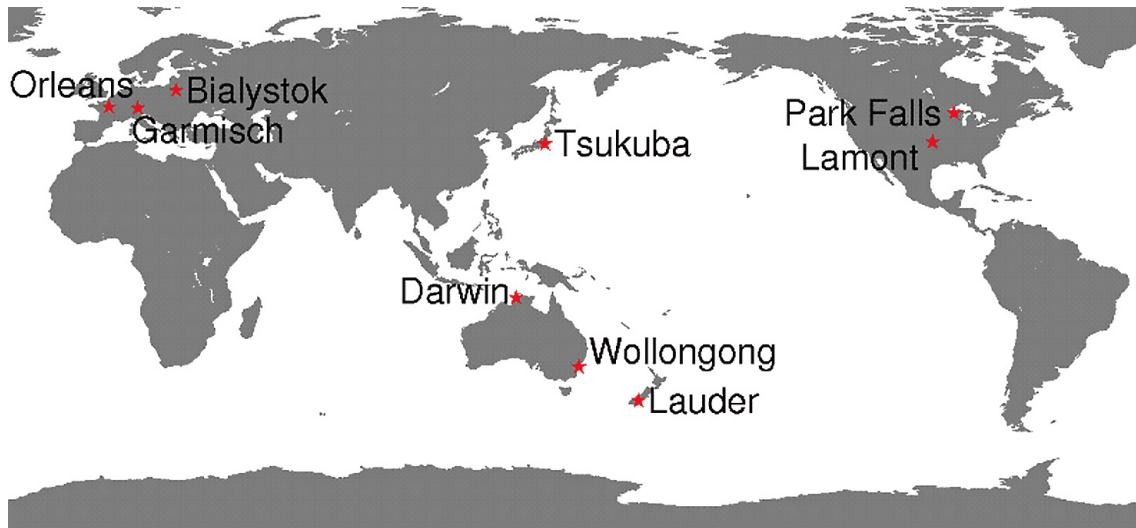 Orleans
Bialystok
Garmisch
Park Falls
Tsukuba
Lamont
Darwin
Wollongong
Lauder